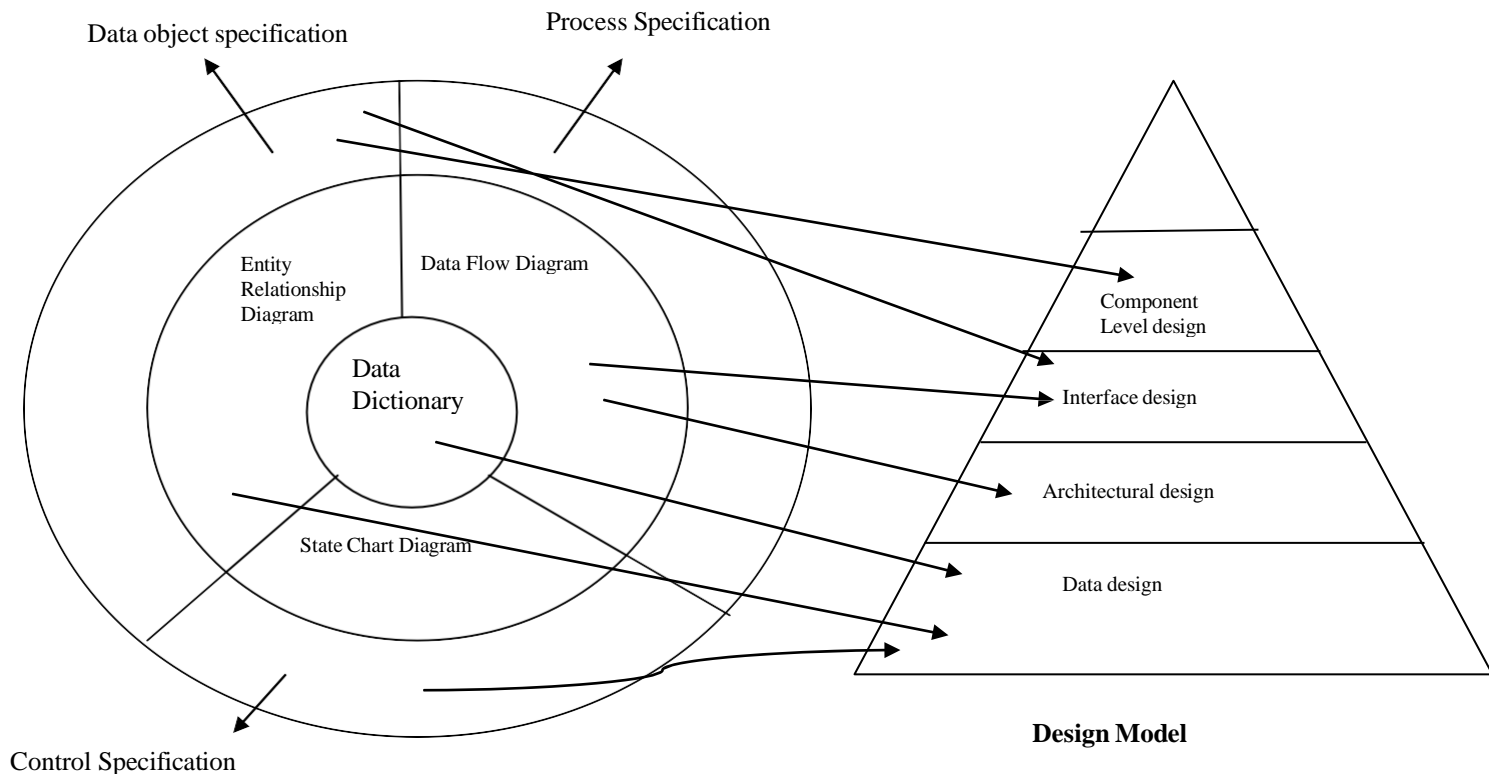 Process Specification
Data object specification
Entity
Relationship
Diagram
Data Flow Diagram
Component
Level design
Data
Dictionary
Interface design
Architectural design
State Chart Diagram
Data design
Design Model
Control Specification